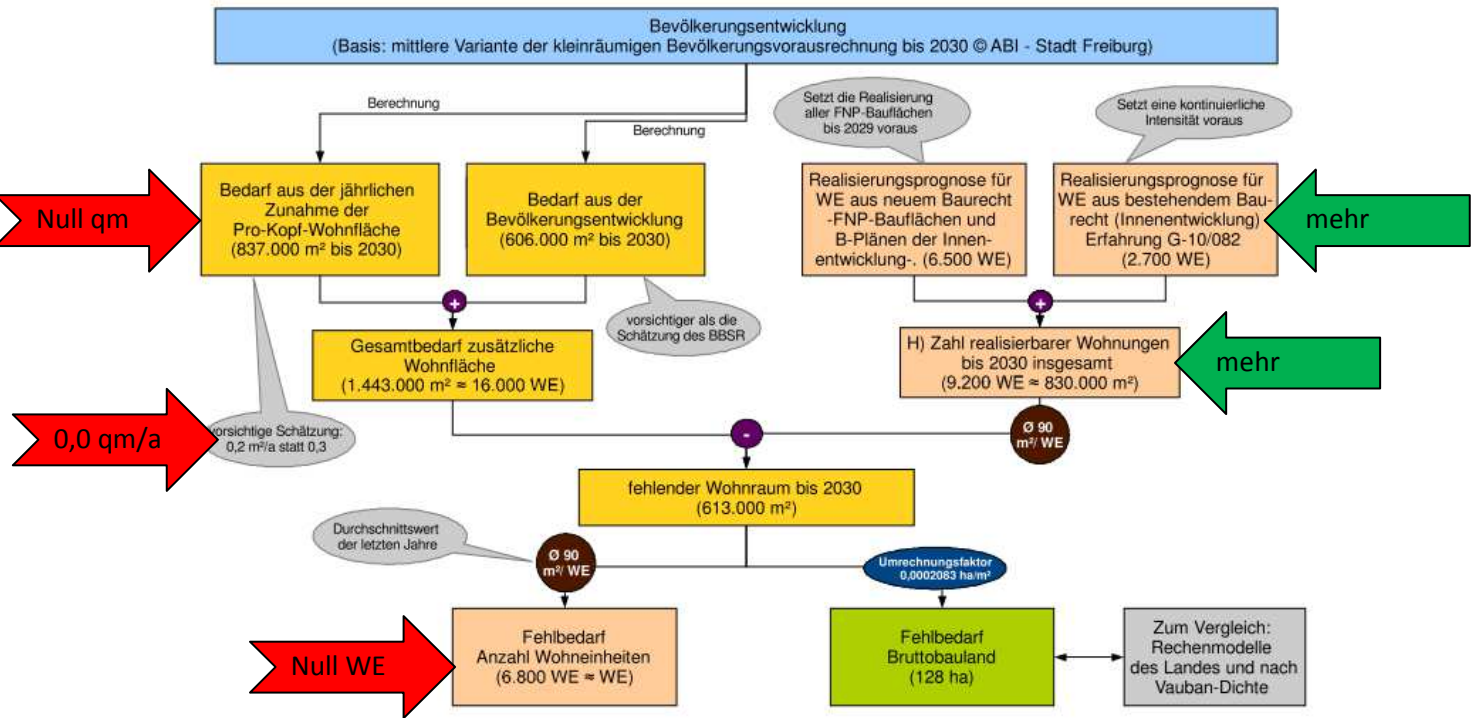 Bevölkerungsentwicklung
(Basis: mittlere Variante der kleinräumigen Bevölkerungsvorausrechnung bis 2030 © ABI - Stadt Freiburg)
Berechnung
Berechnung
Setzt die Realisierung
aller FNP-Bauflächen
bis 2029 voraus
Setzt eine kontinuierliche
Intensität voraus
Null qm
Bedarf aus der jährlichen
Zunahme der
Pro-Kopf-Wohnfläche
(837.000 m² bis 2030)
Bedarf aus der
Bevölkerungsentwicklung
(606.000 m² bis 2030)
Realisierungsprognose für
WE aus neuem Baurecht
-FNP-Bauflächen und
B-Plänen der Innen-
entwicklung-. (6.500 WE)
Realisierungsprognose für
WE aus bestehendem Bau-
recht (Innenentwicklung)
Erfahrung G-10/082
(2.700 WE)
mehr
+
vorsichtiger als die
Schätzung des BBSR
+
Gesamtbedarf zusätzliche
Wohnfläche
(1.443.000 m² ≈ 16.000 WE)
H) Zahl realisierbarer Wohnungen
bis 2030 insgesamt
(9.200 WE ≈ 830.000 m²)
mehr
0,0 qm/a
vorsichtige Schätzung:
0,2 m²/a statt 0,3
-
Ø 90
m²/ WE
fehlender Wohnraum bis 2030
(613.000 m²)
Durchschnittswert
der letzten Jahre
Ø 90
m²/ WE
Umrechnungsfaktor
0,0002083 ha/m²
Null WE
Fehlbedarf
Anzahl Wohneinheiten
(6.800 WE ≈ WE)
Fehlbedarf
Bruttobauland
(128 ha)
Zum Vergleich:
Rechenmodelle
des Landes und nach
Vauban-Dichte